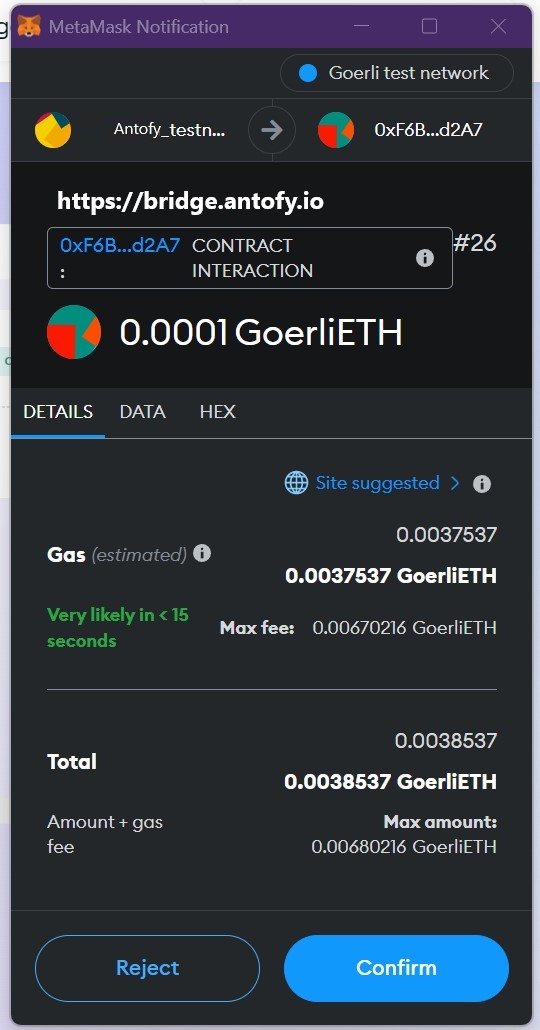 MetaMask Notification
Goerli test network
Antofy_testn...
0xF6B...d2A7
https://bridge.antofy.io
0xF6B...d2A7 CONTRACT
: INTERACTION
#26
0.0001 GoerliETH
DETAILS DATA HEX
Site suggested >
0.0037537
Gas (estimated)
0.0037537 GoerliETH
Very likely in < 15
seconds
Max fee: 0.00670216 GoerliETH
0.0038537
Total
0.0038537 GoerliETH
Amount + gas
fee
Max amount:
0.00680216 GoerliETH
Reject Confirm